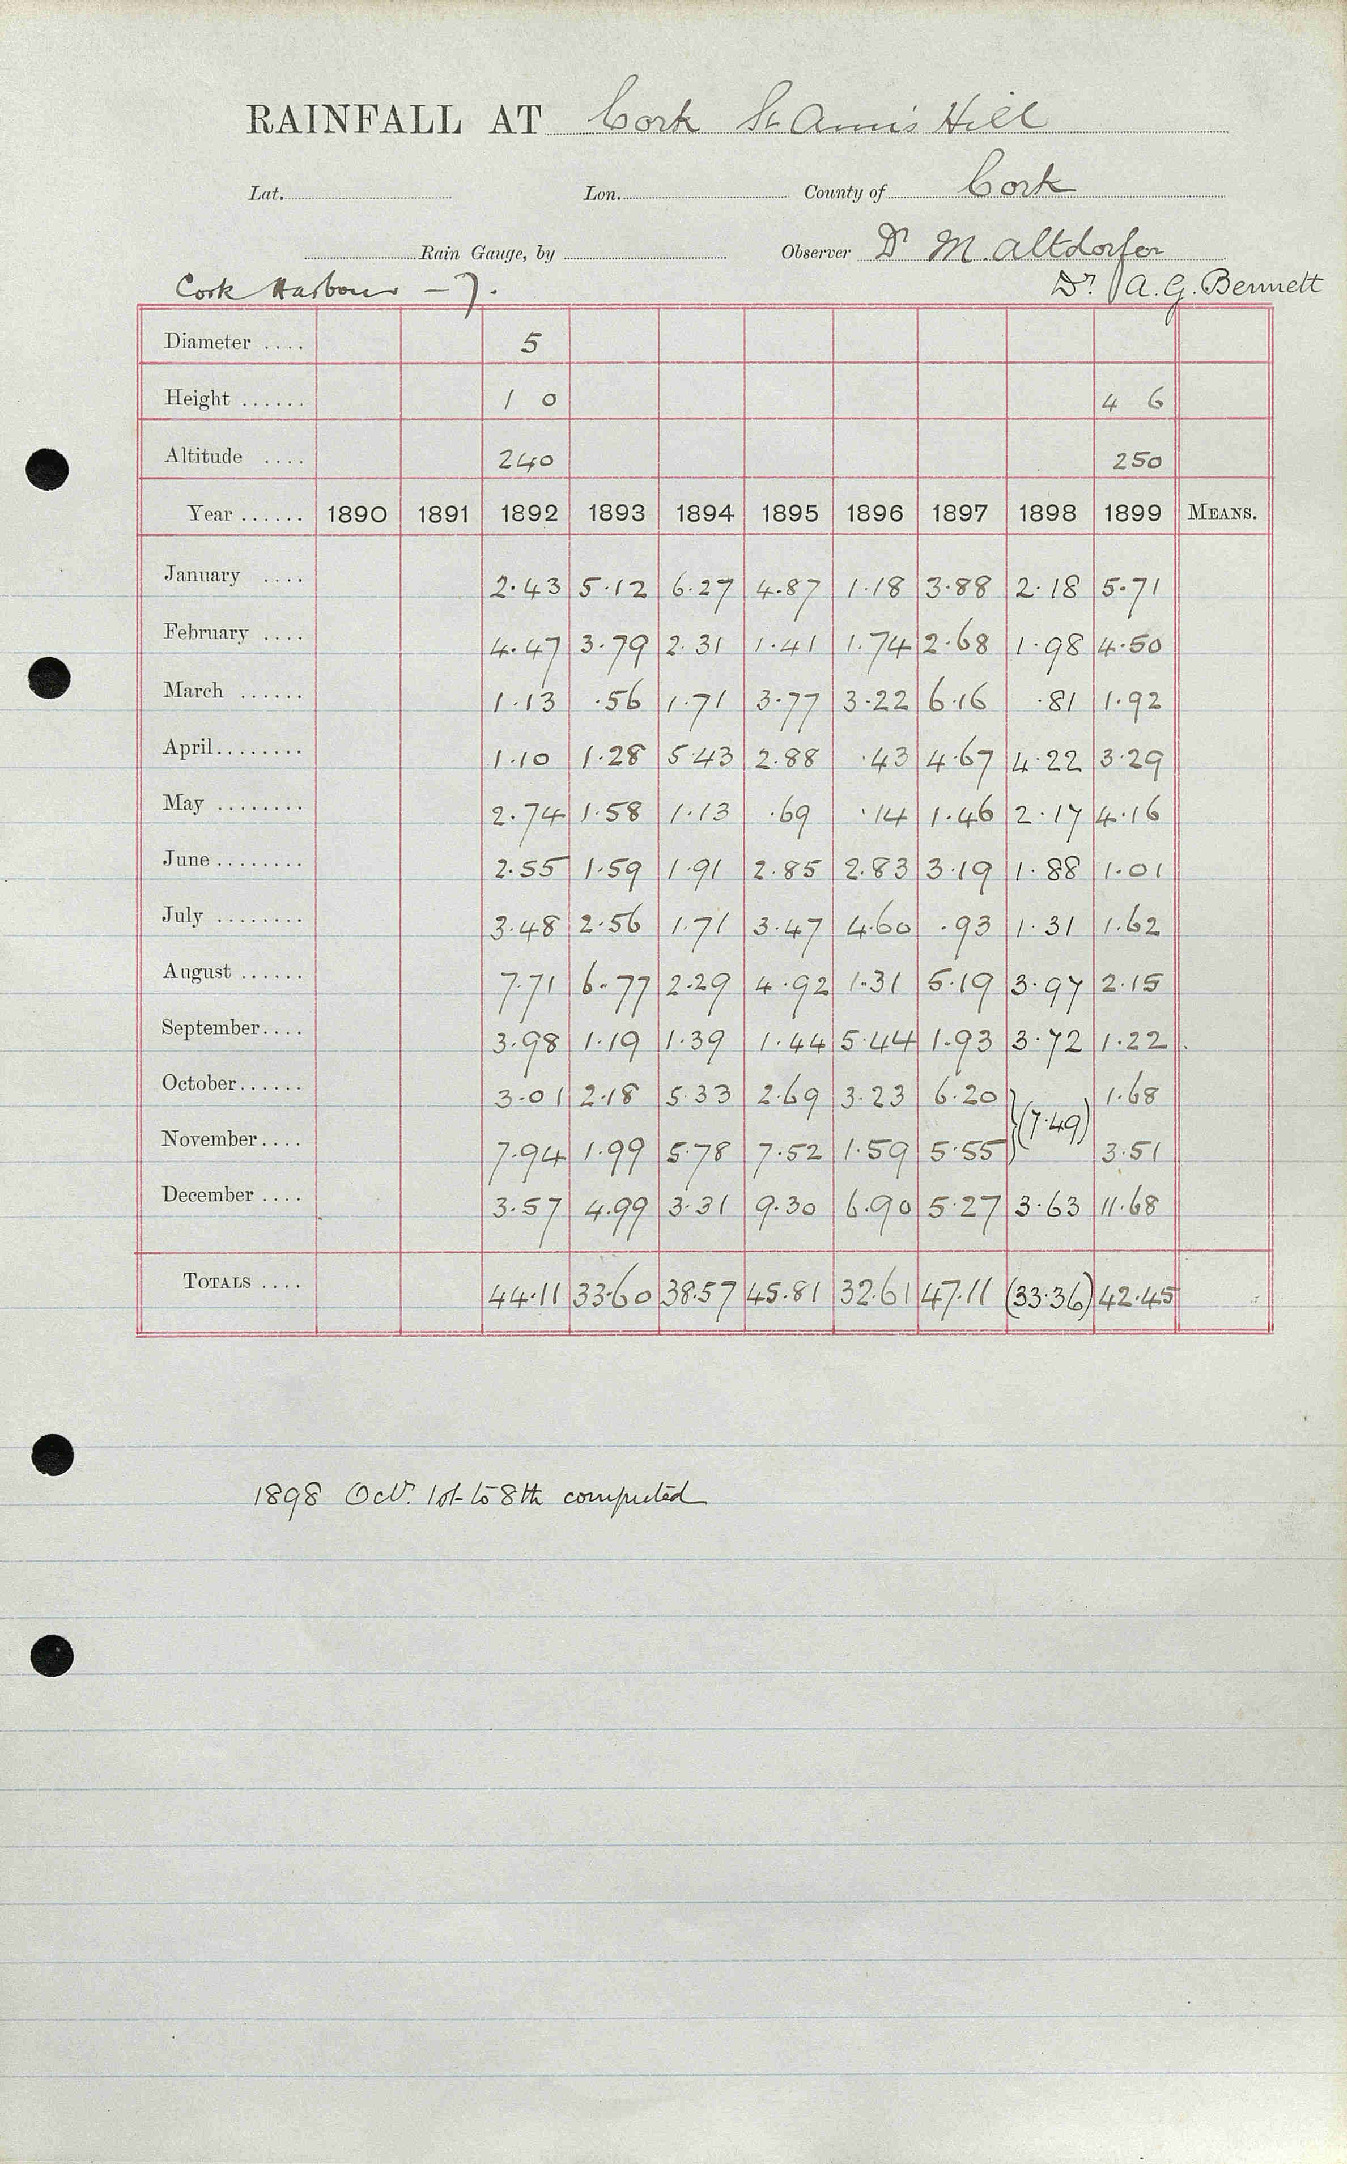 RAINFALL AT Cork St Ann's Hill
Lat. Lon. County of Cork
Rain Gauge, by Observer Dr M. Altdorfer
Cork Harbour – 7. Dr. A. G. Bennett
Diameter .... 5
Height ...... 1 0 4 6
Altitude .... 240 250
Year ...... 1890 1891 1892 1893 1894 1895 1896 1897 1898 1899 MEANS.
January .... 2.43 5.12 6.27 4.87 1.18 3.88 2.18 5.71
February .... 4.47 3.79 2.31 1.41 1.74 2.68 1.98 4.50
March ...... 1.13 .56 1.71 3.77 3.22 6.16 .81 1.92
April........ 1.10 1.28 5.43 2.88 .43 4.67 4.22 3.29
May ........ 2.74 1.58 1.13 .69 .14 1.46 2.17 4.16
June ........ 2.55 1.59 1.91 2.85 2.83 3.19 1.88 1.01
July ........ 3.48 2.56 1.71 3.47 4.60 .93 1.31 1.62
August ...... 7.71 6.77 2.29 4.92 1.31 5.19 3.97 2.15
September.... 3.98 1.19 1.39 1.44 5.44 1.93 3.72 1.22
October...... 3.01 2.18 5.33 2.69 3.23 6.20 } (7.49) 1.68
November.... 7.94 1.99 5.78 7.52 1.59 5.55 3.51
December .... 3.57 4.99 3.31 9.30 6.90 5.27 3.63 11.68
TOTALS .... 44.11 33.60 38.57 45.81 32.61 47.11 (33.36) 42.45
1898 Octr. 1st to 8th computed